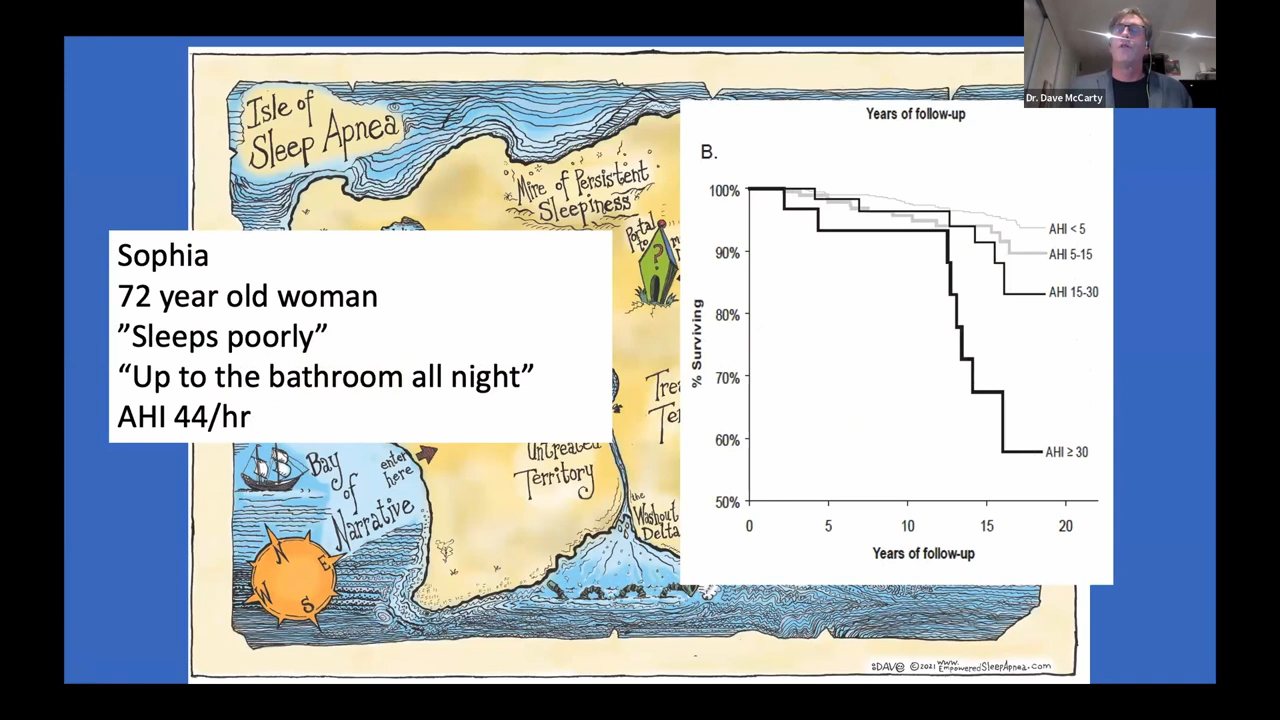 Isle of
Sleep Apnea
Mire of Persistent
Sleepiness
Portal
to
?
Sophia
72 year old woman
”Sleeps poorly”
“Up to the bathroom all night”
AHI 44/hr
Untreated
Territory
Bay
of
Narrative
enter
here
the
Washout
Delta
N
E
S
W
Dr. Dave McCarty
Years of follow-up
B.
100%
90%
80%
70%
60%
50%
% Surviving
AHI < 5
AHI 5-15
AHI 15-30
AHI ≥ 30
0
5
10
15
20
Years of follow-up
©2021 www.
EmpoweredSleepApnea.com